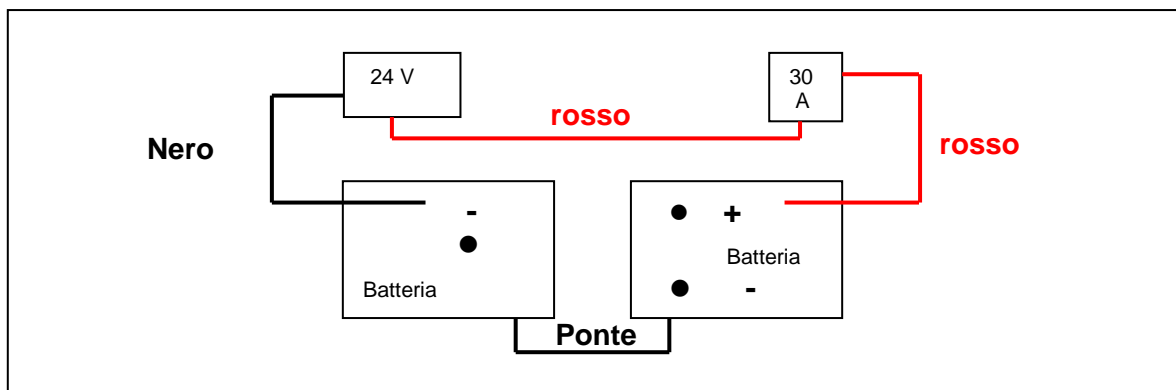 24 V
30
A
rosso
Nero
rosso
-
+
Batteria
Batteria
-
Ponte